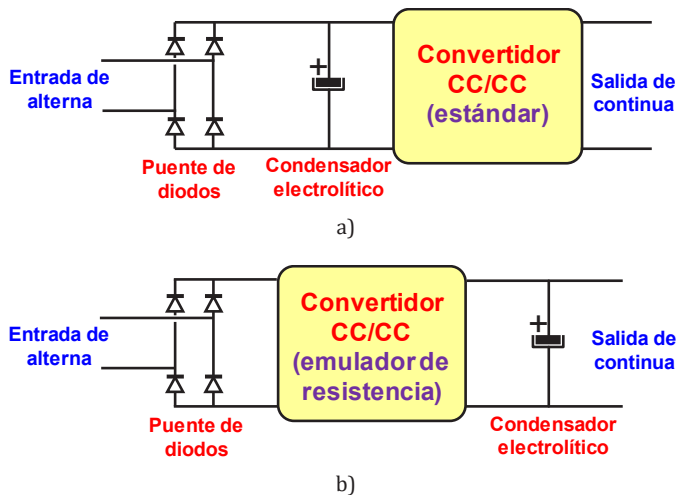 Entrada de
alterna
Puente de
diodos
+
Condensador
electrolítico
Convertidor
CC/CC
(estándar)
Salida de
continua
a)
Entrada de
alterna
Puente de
diodos
Convertidor
CC/CC
(emulador de
resistencia)
+
Condensador
electrolítico
Salida de
continua
b)